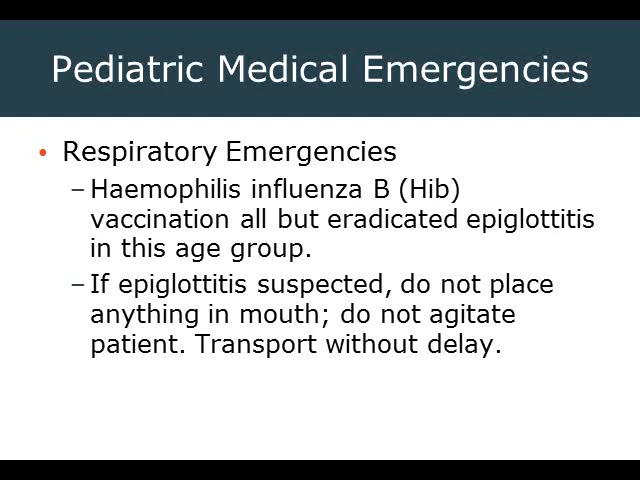 Pediatric Medical Emergencies
• Respiratory Emergencies
– Haemophilis influenza B (Hib)
vaccination all but eradicated epiglottitis
in this age group.
– If epiglottitis suspected, do not place
anything in mouth; do not agitate
patient. Transport without delay.